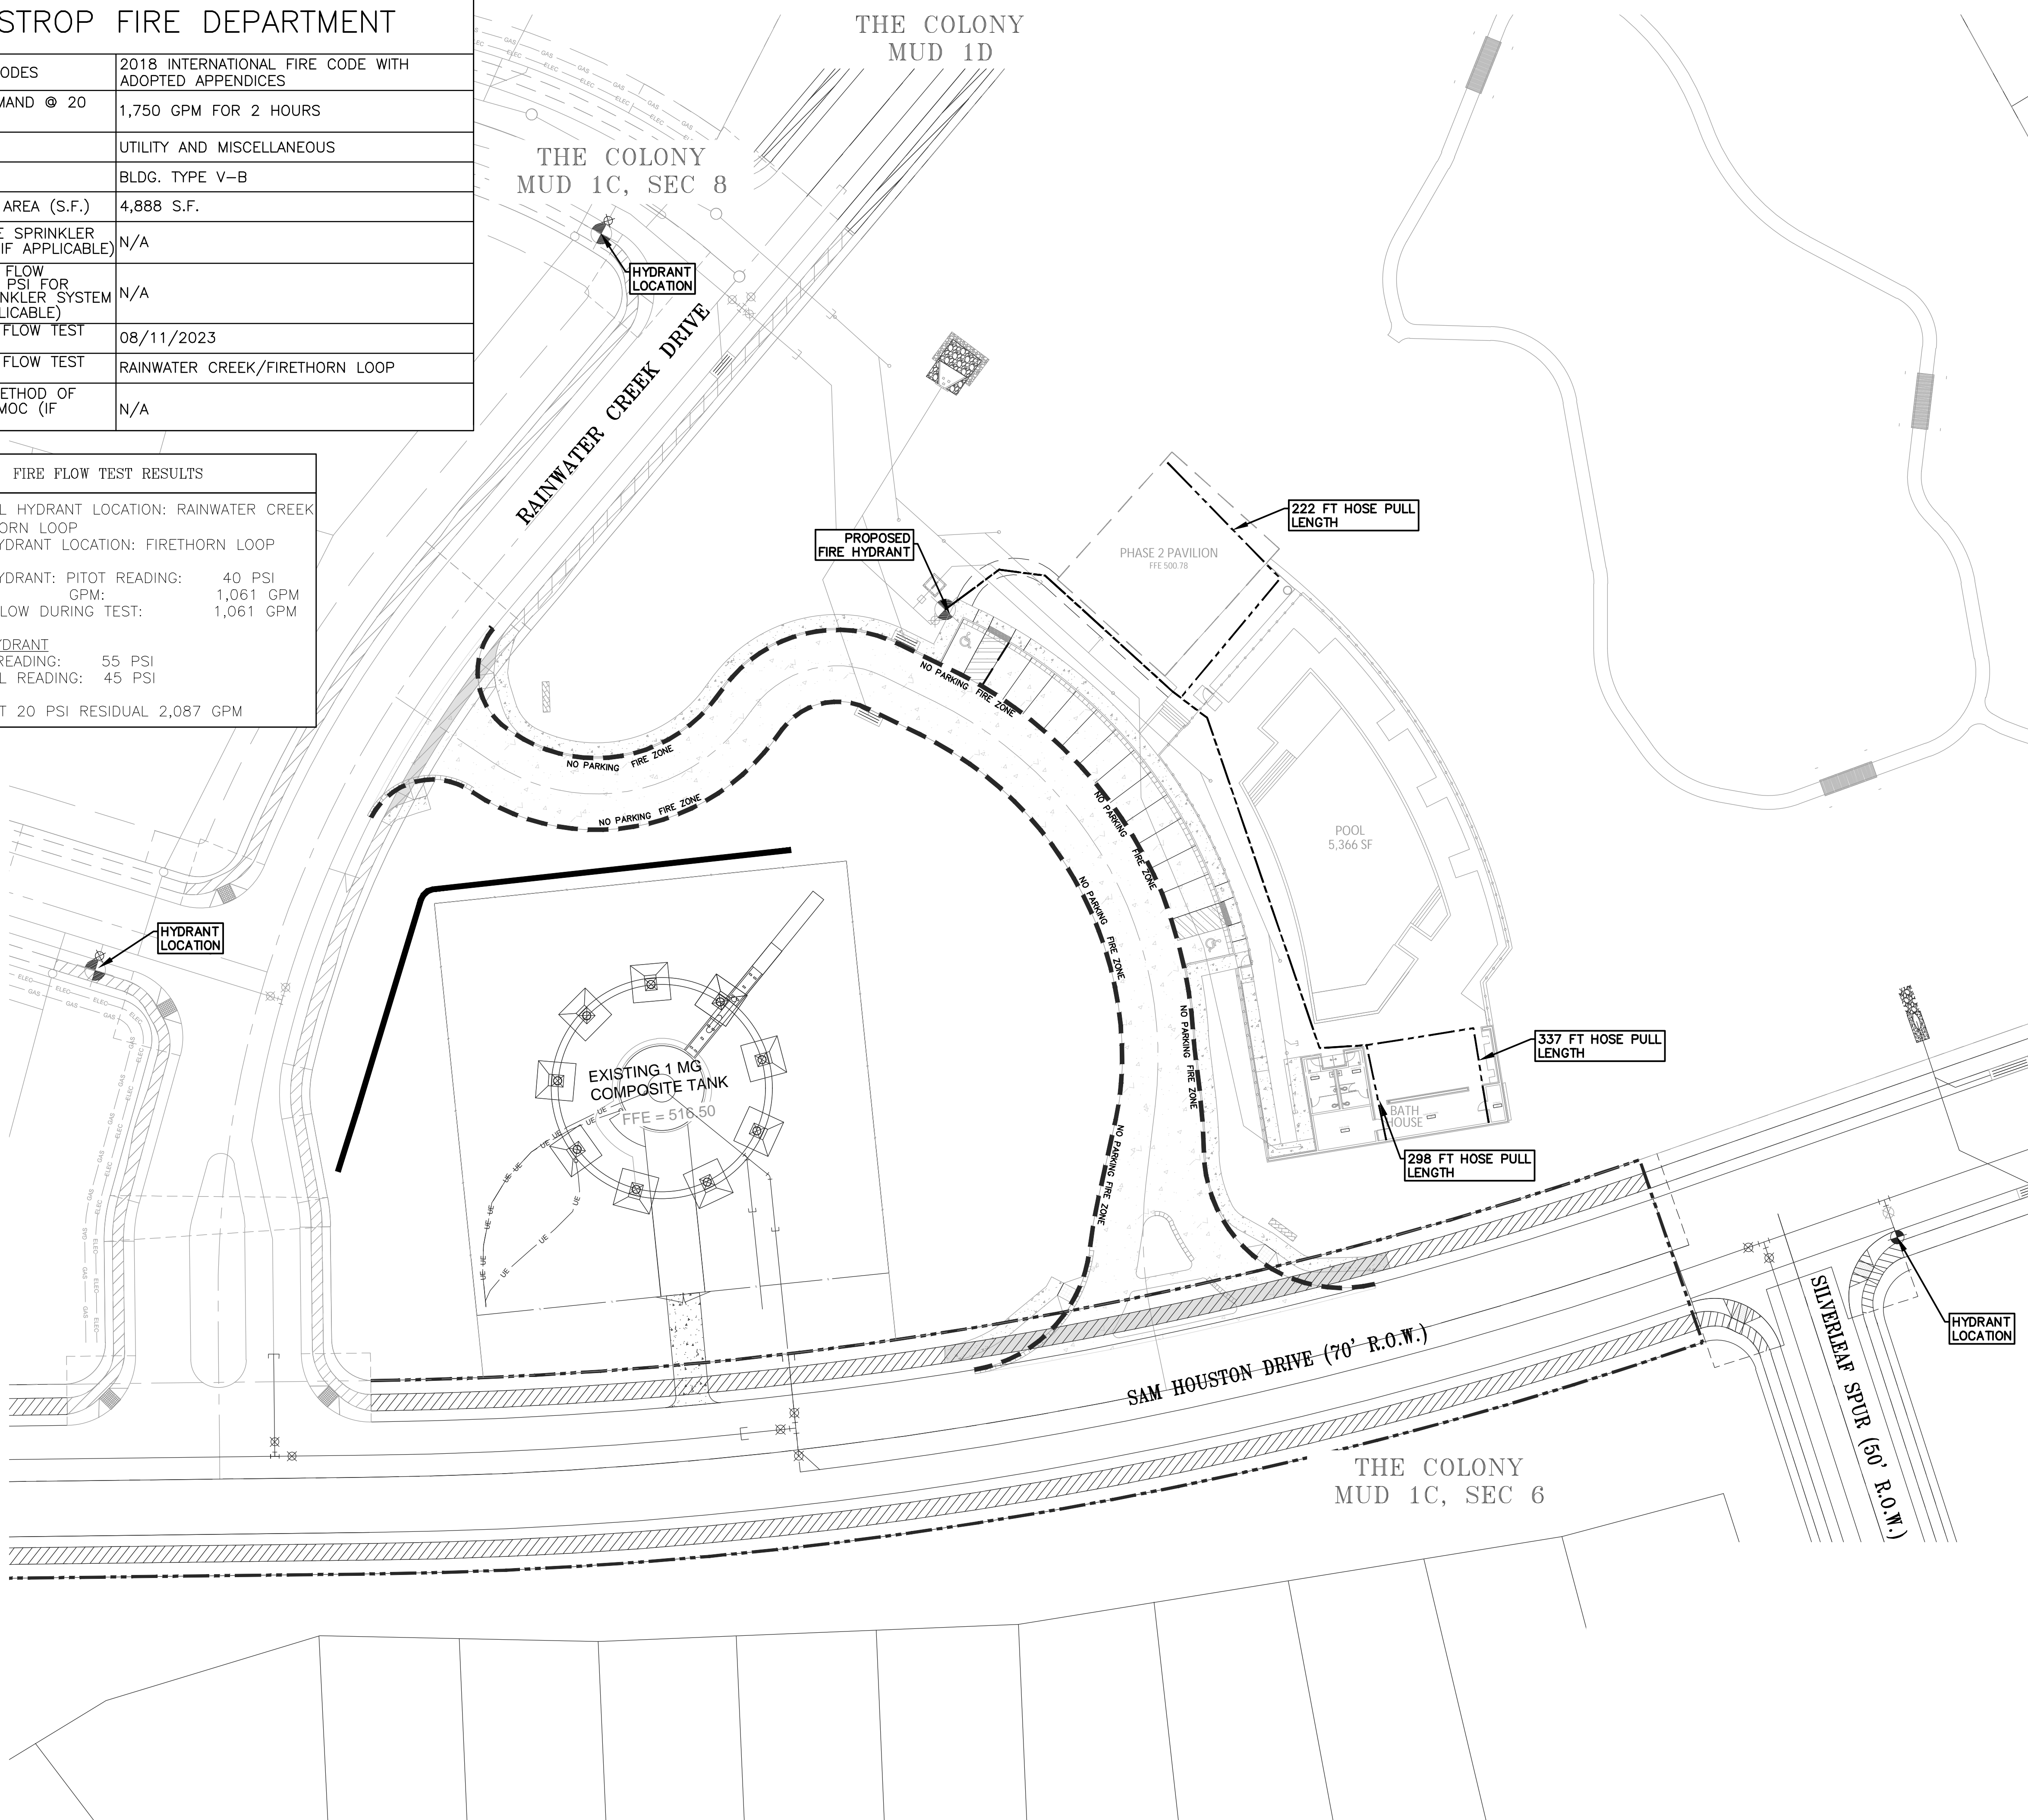 STROP FIRE DEPARTMENT
ODES
2018 INTERNATIONAL FIRE CODE WITH
ADOPTED APPENDICES
MAND @ 20
1,750 GPM FOR 2 HOURS
UTILITY AND MISCELLANEOUS
BLDG. TYPE V-B
AREA (S.F.)
4,888 S.F.
E SPRINKLER
IF APPLICABLE)
N/A
FLOW
PSI FOR
NKLER SYSTEM
LICABLE)
N/A
FLOW TEST
08/11/2023
FLOW TEST
RAINWATER CREEK/FIRETHORN LOOP
ETHOD OF
MOC (IF
N/A
FIRE FLOW TEST RESULTS
L HYDRANT LOCATION: RAINWATER CREEK
ORN LOOP
YDRANT LOCATION: FIRETHORN LOOP
YDRANT: PITOT READING: 40 PSI
GPM: 1,061 GPM
LOW DURING TEST: 1,061 GPM
YDRANT
READING: 55 PSI
L READING: 45 PSI
T 20 PSI RESIDUAL 2,087 GPM
THE COLONY
MUD 1D
THE COLONY
MUD 1C, SEC 8
HYDRANT
LOCATION
RAINWATER CREEK DRIVE
PROPOSED
FIRE HYDRANT
222 FT HOSE PULL
LENGTH
PHASE 2 PAVILION
FFE 500.78
NO PARKING FIRE ZONE
NO PARKING FIRE ZONE
NO PARKING FIRE ZONE
NO PARKING FIRE ZONE
NO PARKING FIRE ZONE
NO PARKING FIRE ZONE
NO PARKING FIRE ZONE
POOL
5,366 SF
HYDRANT
LOCATION
EXISTING 1 MG
COMPOSITE TANK
FFE = 516.50
337 FT HOSE PULL
LENGTH
BATH
HOUSE
298 FT HOSE PULL
LENGTH
HYDRANT
LOCATION
SAM HOUSTON DRIVE (70' R.O.W.)
SILVERLEAF SPUR (50' R.O.W.)
THE COLONY
MUD 1C, SEC 6